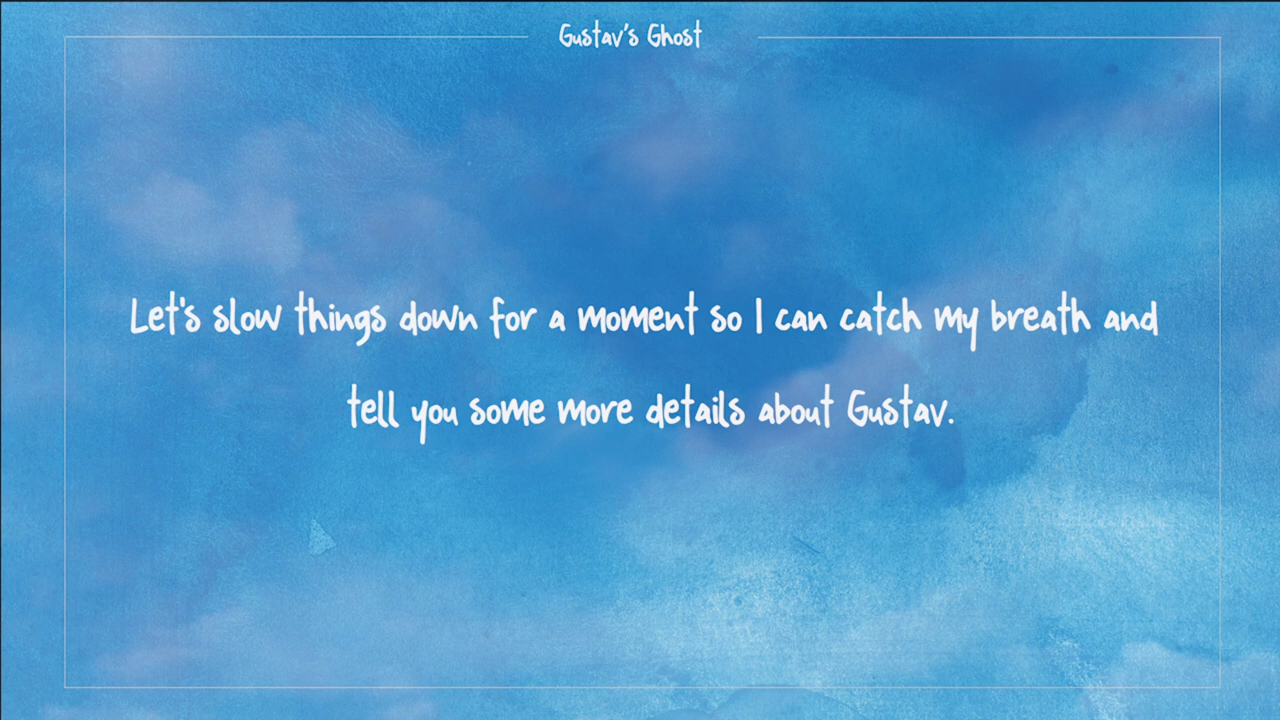 Gustav's Ghost
Let's slow things down for a moment so I can catch my breath and
tell you some more details about Gustav.